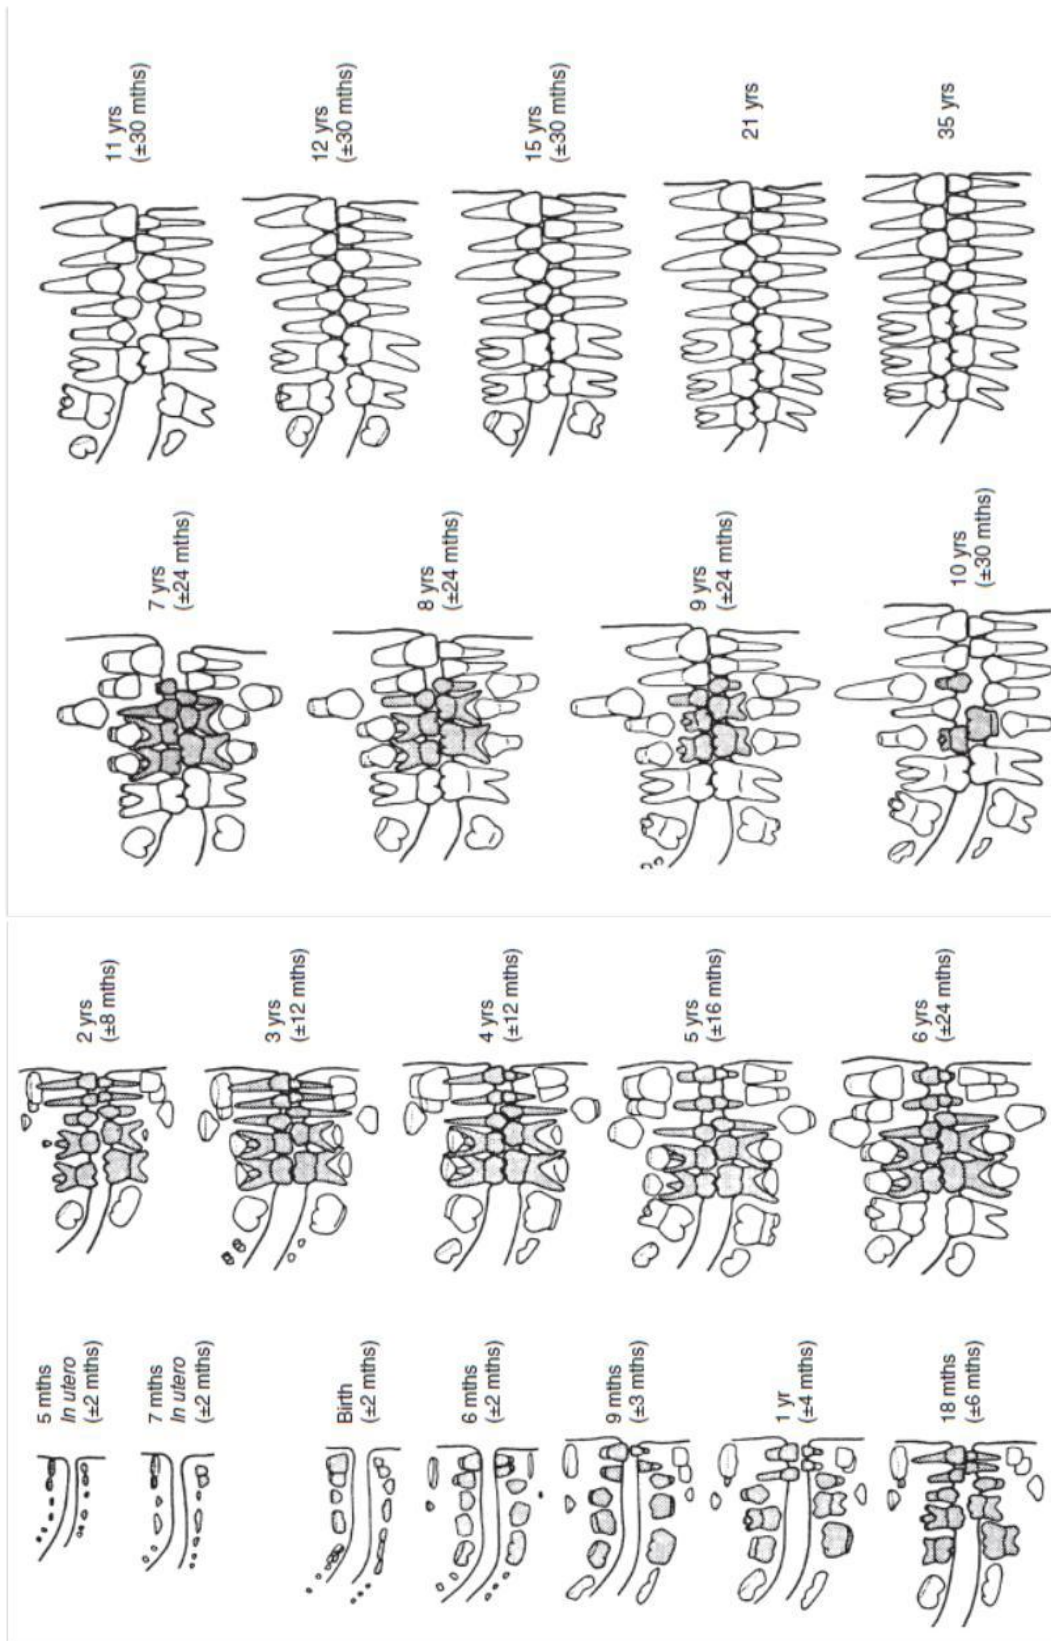 5 mths
In utero
(±2 mths)
7 mths
In utero
(±2 mths)
Birth
(±2 mths)
6 mths
(±2 mths)
9 mths
(±3 mths)
1 yr
(±4 mths)
18 mths
(±6 mths)
2 yrs
(±8 mths)
3 yrs
(±12 mths)
4 yrs
(±12 mths)
5 yrs
(±16 mths)
6 yrs
(±24 mths)
7 yrs
(±24 mths)
8 yrs
(±24 mths)
9 yrs
(±24 mths)
10 yrs
(±30 mths)
11 yrs
(±30 mths)
12 yrs
(±30 mths)
15 yrs
(±30 mths)
21 yrs
35 yrs